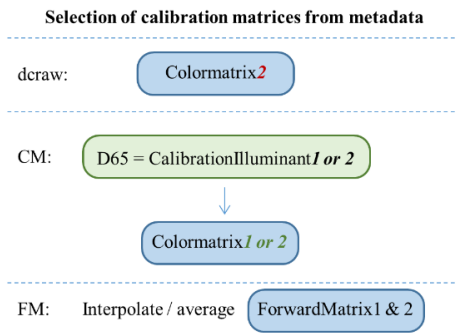 Selection of calibration matrices from metadata
dcraw: Colormatrix2
CM: D65 = CalibrationIlluminant1 or 2
Colormatrix1 or 2
FM: Interpolate / average ForwardMatrix1 & 2